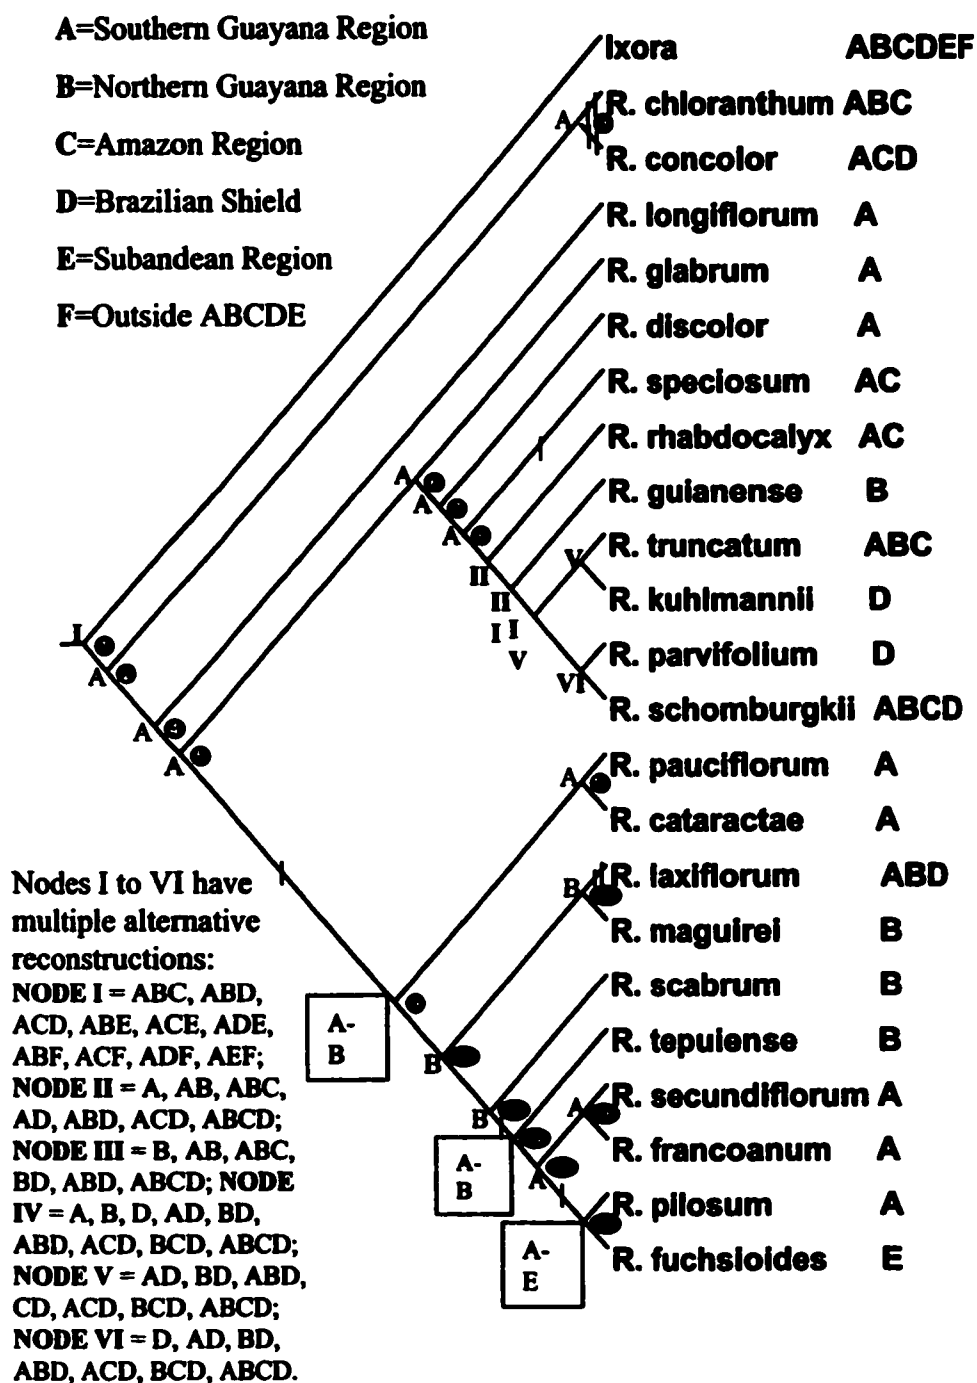 A=Southern Guayana Region
B=Northern Guayana Region
C=Amazon Region
D=Brazilian Shield
E=Subandean Region
F=Outside ABCDE
Ixora ABCDEF
R. chloranthum ABC
R. concolor ACD
R. longiflorum A
R. glabrum A
R. discolor A
R. speciosum AC
R. rhabdocalyx AC
R. guianense B
R. truncatum ABC
R. kuhlmannii D
R. parvifolium D
R. schomburgkii ABCD
R. pauciflorum A
R. cataractae A
R. laxiflorum ABD
R. maguirei B
R. scabrum B
R. tepuiense B
R. secundiflorum A
R. francoanum A
R. pilosum A
R. fuchsioides E
A
A
A
A
II
II
I I
V
V
VI
I
A
A
A
A
B
A-
B
B
B
A
A-
B
A
A-
E
Nodes I to VI have
multiple alternative
reconstructions:
NODE I = ABC, ABD,
ACD, ABE, ACE, ADE,
ABF, ACF, ADF, AEF;
NODE II = A, AB, ABC,
AD, ABD, ACD, ABCD;
NODE III = B, AB, ABC,
BD, ABD, ABCD; NODE
IV = A, B, D, AD, BD,
ABD, ACD, BCD, ABCD;
NODE V = AD, BD, ABD,
CD, ACD, BCD, ABCD;
NODE VI = D, AD, BD,
ABD, ACD, BCD, ABCD.